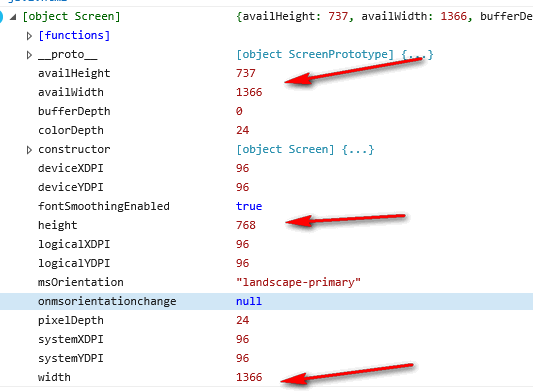 [object Screen] {availHeight: 737, availWidth: 1366, bufferDe
[functions]
__proto__ [object ScreenPrototype] {...}
availHeight 737
availWidth 1366
bufferDepth 0
colorDepth 24
constructor [object Screen] {...}
deviceXDPI 96
deviceYDPI 96
fontSmoothingEnabled true
height 768
logicalXDPI 96
logicalYDPI 96
msOrientation "landscape-primary"
onmsorientationchange null
pixelDepth 24
systemXDPI 96
systemYDPI 96
width 1366